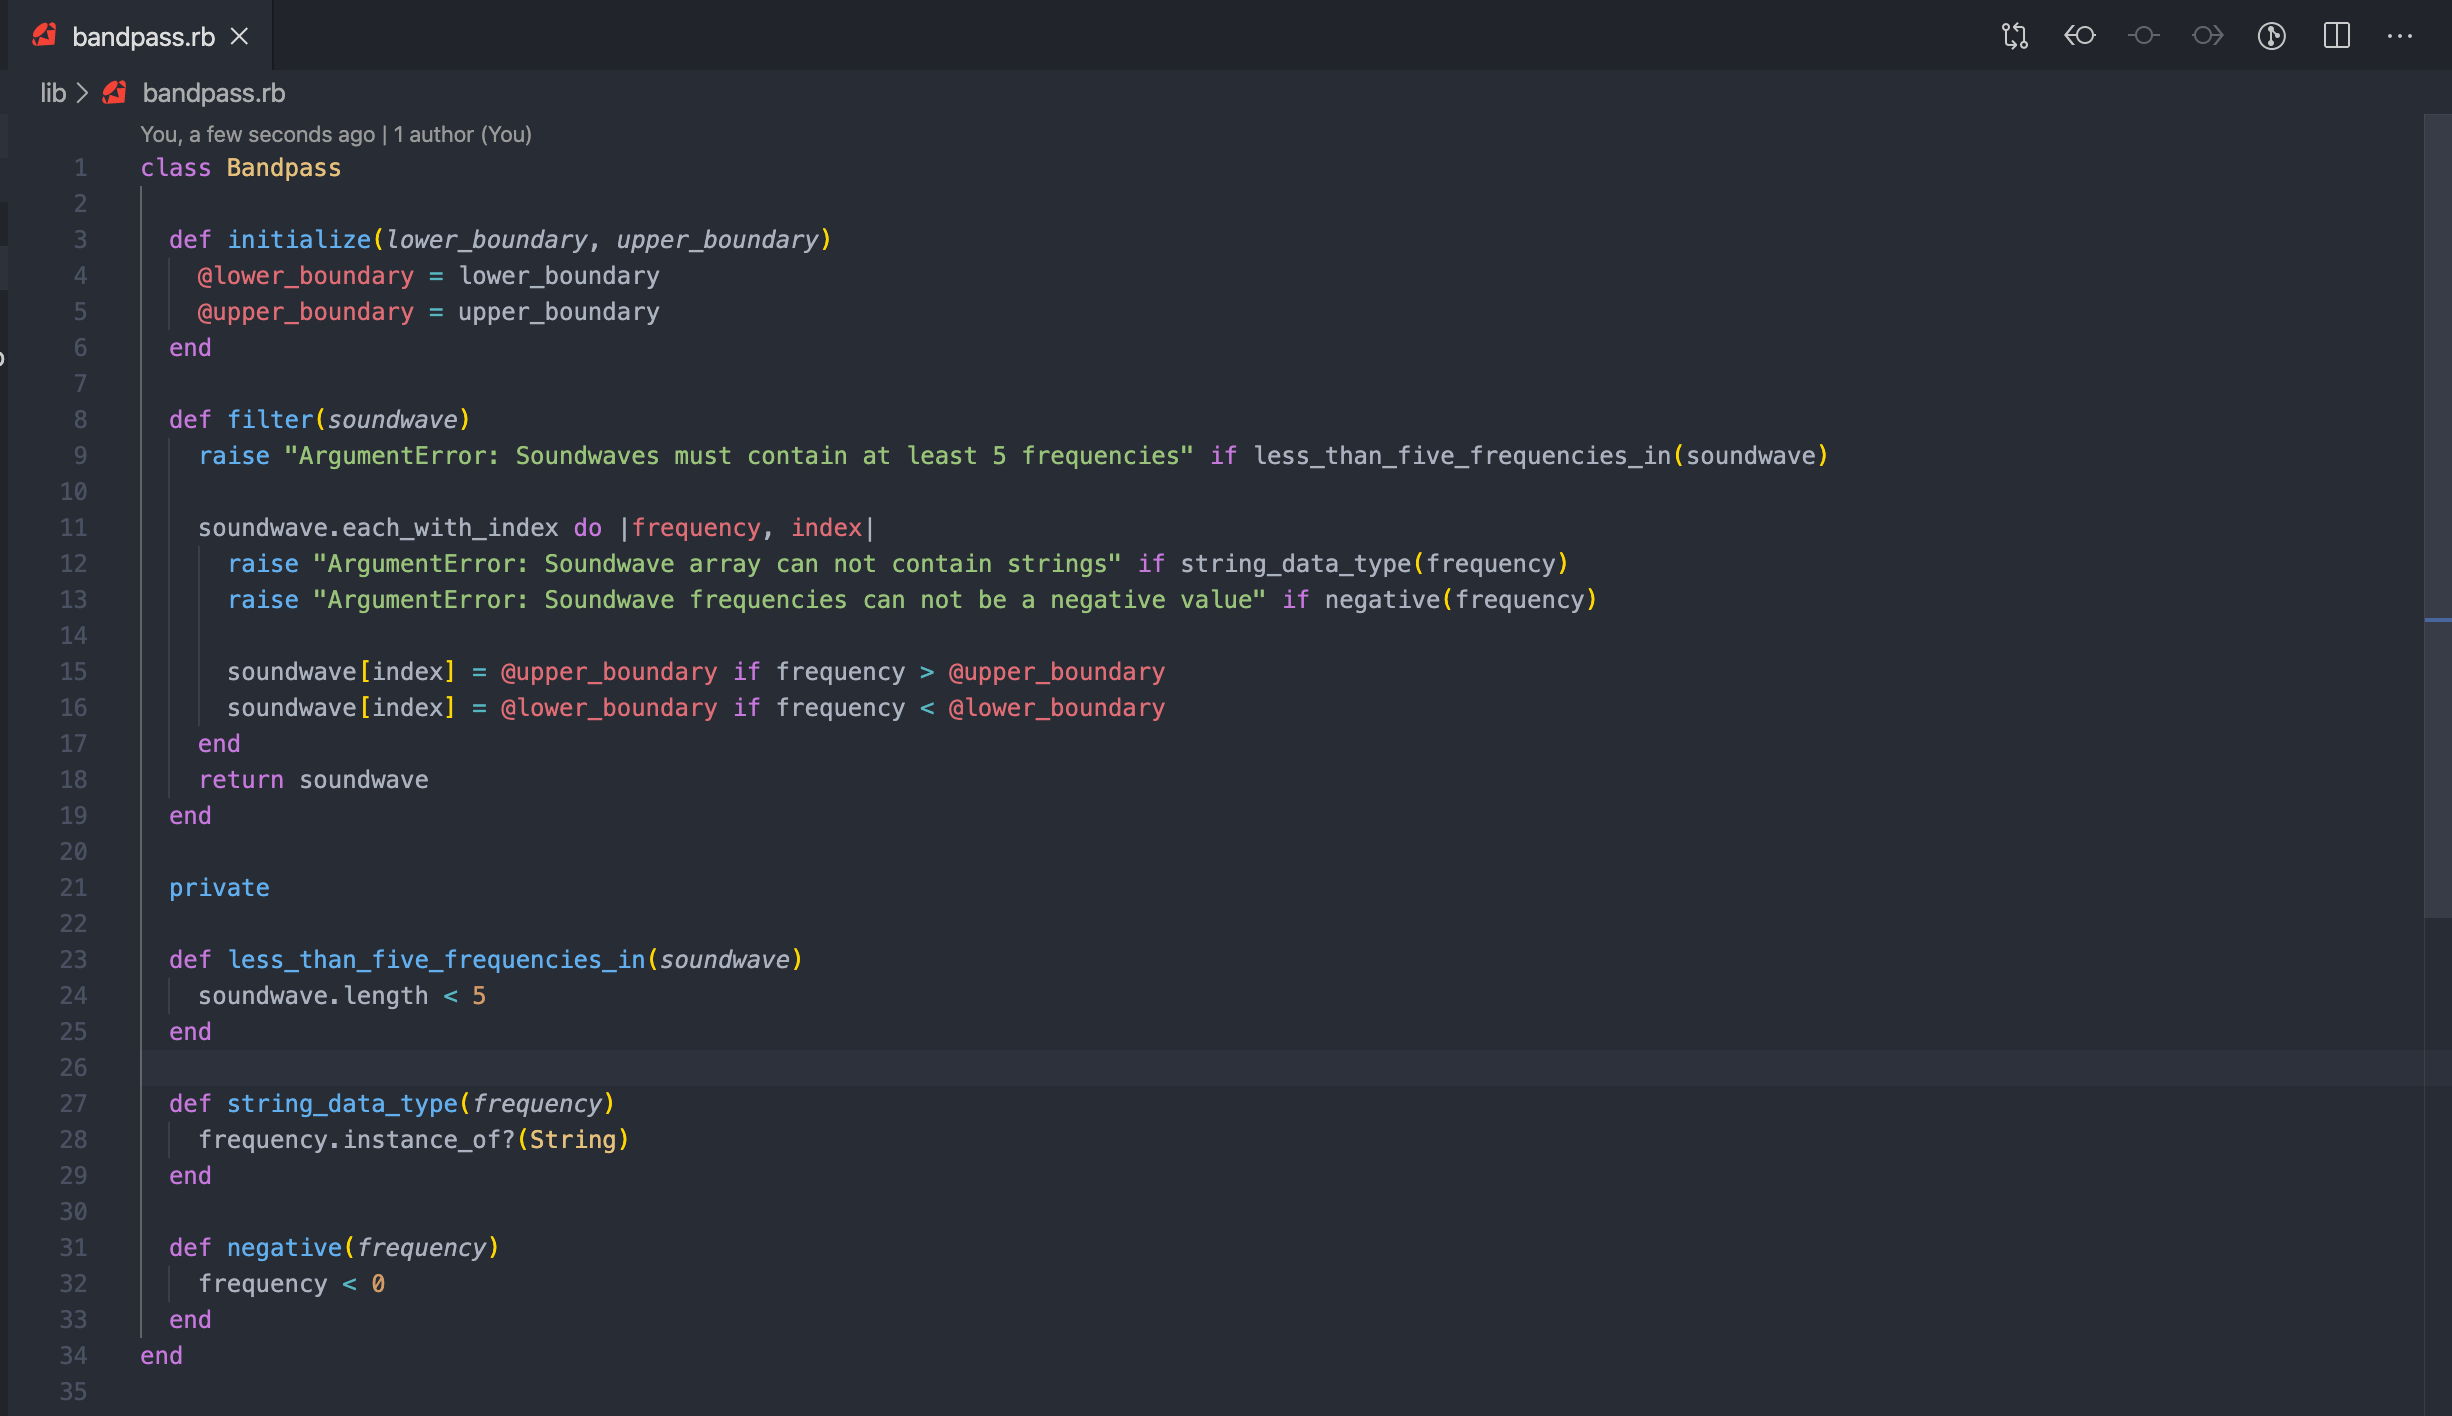 bandpass.rb
lib > bandpass.rb
You, a few seconds ago | 1 author (You)
1 class Bandpass
2
3   def initialize(lower_boundary, upper_boundary)
4     @lower_boundary = lower_boundary
5     @upper_boundary = upper_boundary
6   end
7
8   def filter(soundwave)
9     raise "ArgumentError: Soundwaves must contain at least 5 frequencies" if less_than_five_frequencies_in(soundwave)
10
11     soundwave.each_with_index do |frequency, index|
12       raise "ArgumentError: Soundwave array can not contain strings" if string_data_type(frequency)
13       raise "ArgumentError: Soundwave frequencies can not be a negative value" if negative(frequency)
14
15       soundwave[index] = @upper_boundary if frequency > @upper_boundary
16       soundwave[index] = @lower_boundary if frequency < @lower_boundary
17     end
18     return soundwave
19   end
20
21   private
22
23   def less_than_five_frequencies_in(soundwave)
24     soundwave.length < 5
25   end
26
27   def string_data_type(frequency)
28     frequency.instance_of?(String)
29   end
30
31   def negative(frequency)
32     frequency < 0
33   end
34 end
35